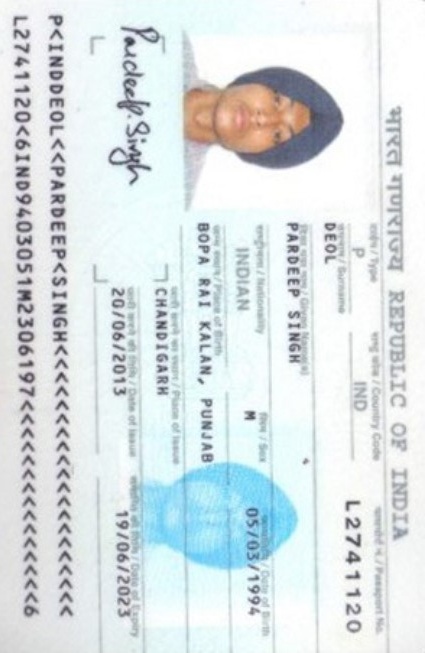 भारत गणराज्य REPUBLIC OF INDIA
टाईप / Type राष्ट्र कोड / Country Code पासपोर्ट नं. / Passport No.
P IND L2741120
उपनाम / Surname
DEOL
दिया गया नाम / Given Name(s)
PARDEEP SINGH
राष्ट्रीयता / Nationality लिंग / Sex जन्मतिथि / Date of Birth
INDIAN M 05/03/1994
जन्म स्थान / Place of Birth
BOPA RAI KALAN, PUNJAB
जारी करने का स्थान / Place of Issue
CHANDIGARH
जारी करने की तिथि / Date of Issue समाप्ति की तिथि / Date of Expiry
20/06/2013 19/06/2023
Pardeep. Singh
P<INDDEOL<<PARDEEP<SINGH<<<<<<<<<<<<<<<<<<<<
L2741120<6IND9403051M2306197<<<<<<<<<<<<<<<6